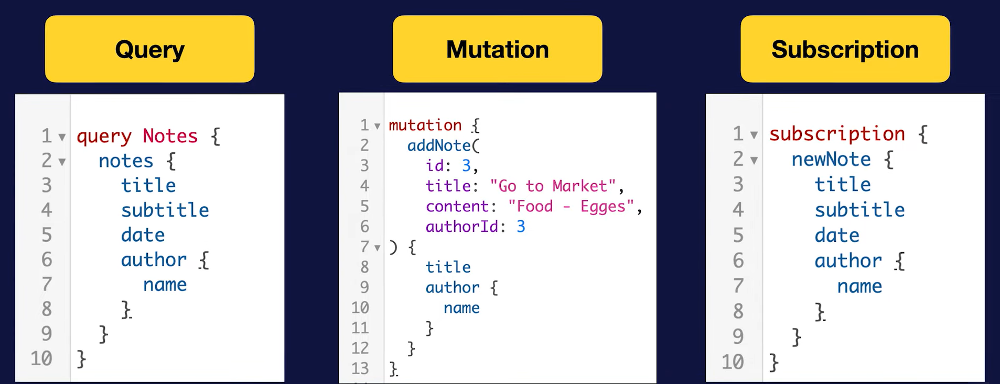 Query
1 query Notes {
2 notes {
3 title
4 subtitle
5 date
6 author {
7 name
8 }
9 }
10 }
Mutation
1 mutation {
2 addNote(
3 id: 3,
4 title: "Go to Market",
5 content: "Food - Egges",
6 authorId: 3
7 ) {
8 title
9 author {
10 name
11 }
12 }
13 }
Subscription
1 subscription {
2 newNote {
3 title
4 subtitle
5 date
6 author {
7 name
8 }
9 }
10 }